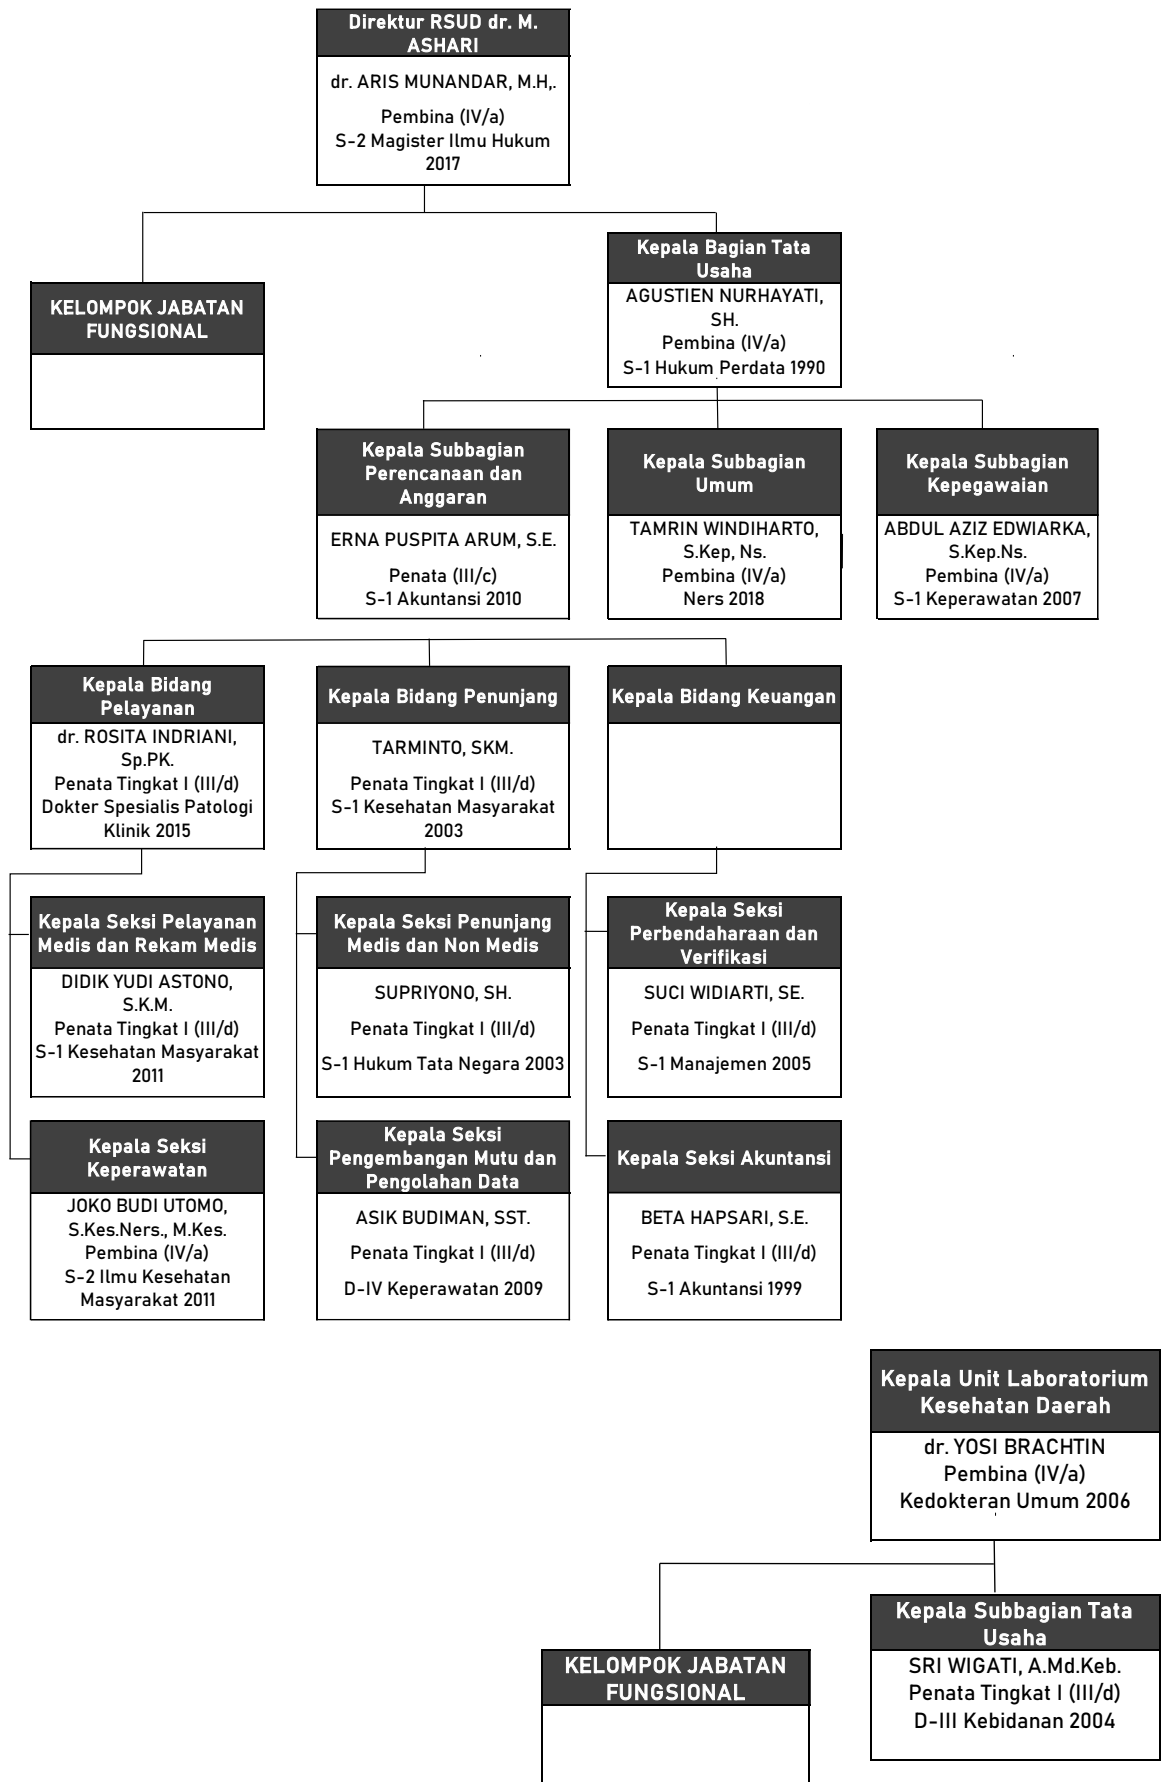 Direktur RSUD dr. M.
ASHARI
dr. ARIS MUNANDAR, M.H,.
Pembina (IV/a)
S-2 Magister Ilmu Hukum
2017
Kepala Bagian Tata
Usaha
AGUSTIEN NURHAYATI,
SH.
Pembina (IV/a)
S-1 Hukum Perdata 1990
KELOMPOK JABATAN
FUNGSIONAL
Kepala Subbagian
Perencanaan dan
Anggaran
ERNA PUSPITA ARUM, S.E.
Penata (III/c)
S-1 Akuntansi 2010
Kepala Subbagian
Umum
TAMRIN WINDIHARTO,
S.Kep, Ns.
Pembina (IV/a)
Ners 2018
Kepala Subbagian
Kepegawaian
ABDUL AZIZ EDWIARKA,
S.Kep.Ns.
Pembina (IV/a)
S-1 Keperawatan 2007
Kepala Bidang
Pelayanan
dr. ROSITA INDRIANI,
Sp.PK.
Penata Tingkat I (III/d)
Dokter Spesialis Patologi
Klinik 2015
Kepala Bidang Penunjang
TARMINTO, SKM.
Penata Tingkat I (III/d)
S-1 Kesehatan Masyarakat
2003
Kepala Bidang Keuangan
Kepala Seksi Pelayanan
Medis dan Rekam Medis
DIDIK YUDI ASTONO,
S.K.M.
Penata Tingkat I (III/d)
S-1 Kesehatan Masyarakat
2011
Kepala Seksi Penunjang
Medis dan Non Medis
SUPRIYONO, SH.
Penata Tingkat I (III/d)
S-1 Hukum Tata Negara 2003
Kepala Seksi
Perbendaharaan dan
Verifikasi
SUCI WIDIARTI, SE.
Penata Tingkat I (III/d)
S-1 Manajemen 2005
Kepala Seksi
Keperawatan
JOKO BUDI UTOMO,
S.Kes.Ners., M.Kes.
Pembina (IV/a)
S-2 Ilmu Kesehatan
Masyarakat 2011
Kepala Seksi
Pengembangan Mutu dan
Pengolahan Data
ASIK BUDIMAN, SST.
Penata Tingkat I (III/d)
D-IV Keperawatan 2009
Kepala Seksi Akuntansi
BETA HAPSARI, S.E.
Penata Tingkat I (III/d)
S-1 Akuntansi 1999
Kepala Unit Laboratorium
Kesehatan Daerah
dr. YOSI BRACHTIN
Pembina (IV/a)
Kedokteran Umum 2006
Kepala Subbagian Tata
Usaha
SRI WIGATI, A.Md.Keb.
Penata Tingkat I (III/d)
D-III Kebidanan 2004
KELOMPOK JABATAN
FUNGSIONAL